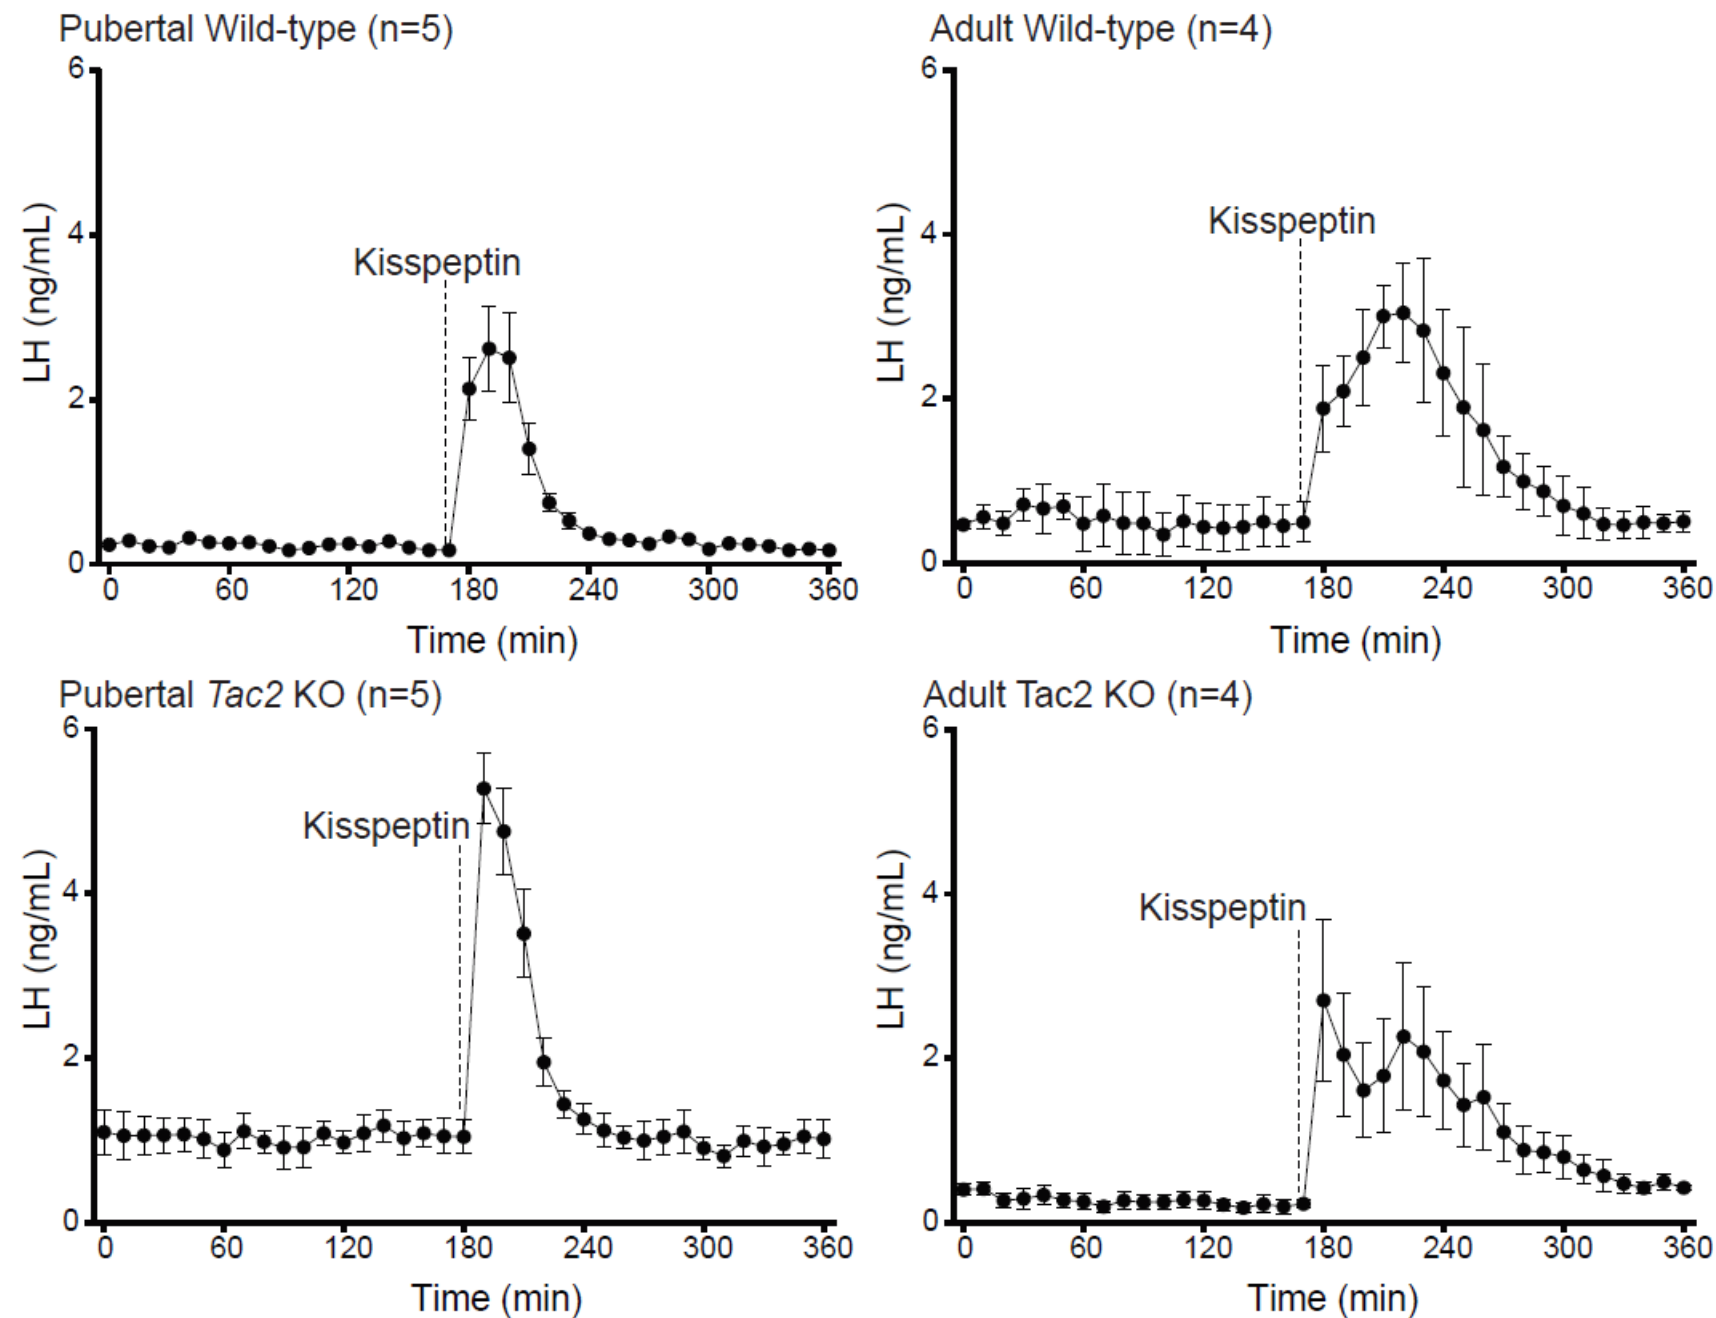 Pubertal Wild-type (n=5)
6
4
2
0
LH (ng/mL)
Kisspeptin
0 60 120 180 240 300 360
Time (min)
Adult Wild-type (n=4)
6
4
2
0
LH (ng/mL)
Kisspeptin
0 60 120 180 240 300 360
Time (min)
Pubertal Tac2 KO (n=5)
6
4
2
0
LH (ng/mL)
Kisspeptin
0 60 120 180 240 300 360
Time (min)
Adult Tac2 KO (n=4)
6
4
2
0
LH (ng/mL)
Kisspeptin
0 60 120 180 240 300 360
Time (min)